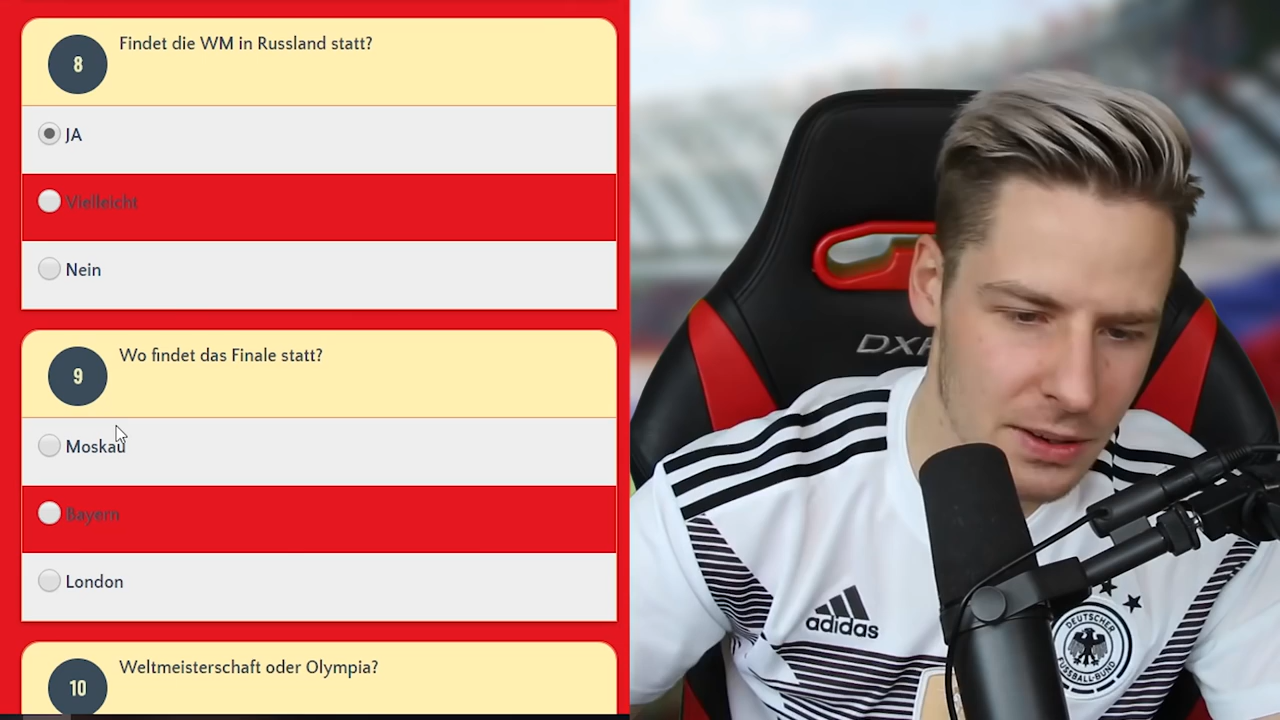 8
Findet die WM in Russland statt?
JA
Vielleicht
Nein
9
Wo findet das Finale statt?
Moskau
Bayern
London
10
Weltmeisterschaft oder Olympia?
adidas
DEUTSCHER
FUSSBALL-BUND